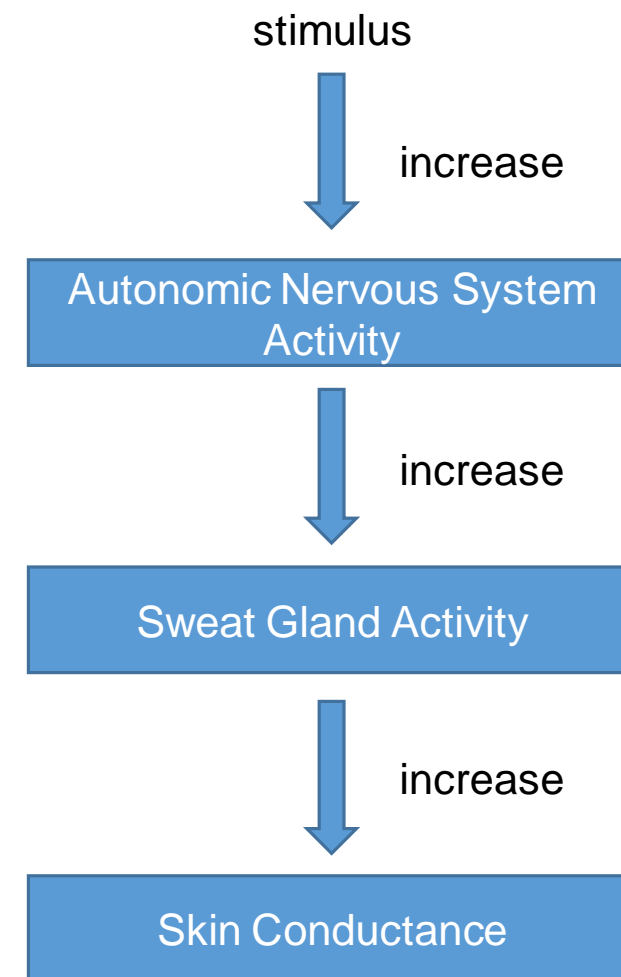 stimulus
increase
Autonomic Nervous System
Activity
increase
Sweat Gland Activity
increase
Skin Conductance